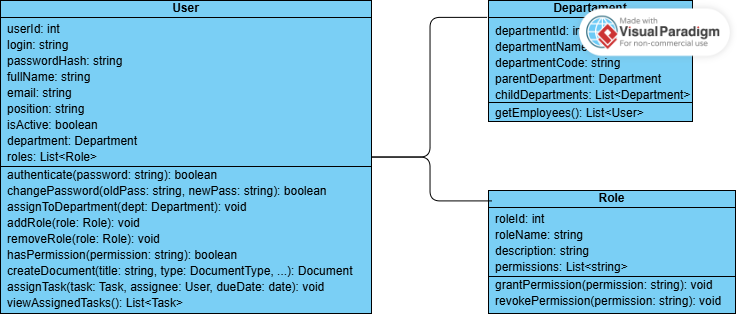 User
userId: int
login: string
passwordHash: string
fullName: string
email: string
position: string
isActive: boolean
department: Department
roles: List<Role>
authenticate(password: string): boolean
changePassword(oldPass: string, newPass: string): boolean
assignToDepartment(dept: Department): void
addRole(role: Role): void
removeRole(role: Role): void
hasPermission(permission: string): boolean
createDocument(title: string, type: DocumentType, ...): Document
assignTask(task: Task, assignee: User, dueDate: date): void
viewAssignedTasks(): List<Task>
Departament
departmentId:
departmentName
departmentCode: string
parentDepartment: Department
childDepartments: List<Department>
getEmployees(): List<User>
Made with
Visual Paradigm
For non-commercial use
Role
roleId: int
roleName: string
description: string
permissions: List<string>
grantPermission(permission: string): void
revokePermission(permission: string): void